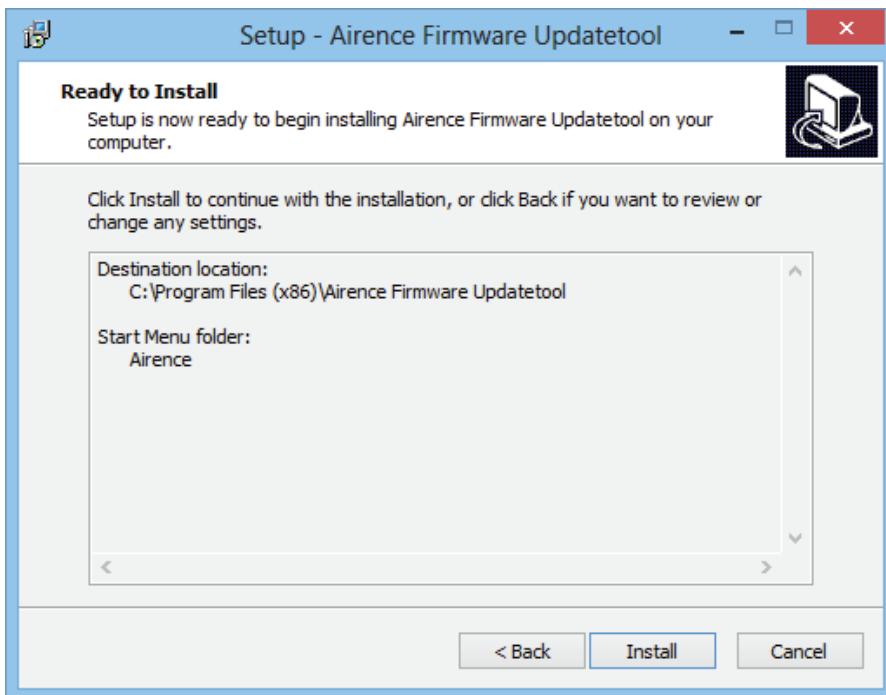 Setup - Airence Firmware Updatetool
Ready to Install
Setup is now ready to begin installing Airence Firmware Updatetool on your
computer.
Click Install to continue with the installation, or click Back if you want to review or
change any settings.
Destination location:
C:\Program Files (x86)\Airence Firmware Updatetool
Start Menu folder:
Airence
< Back Install Cancel